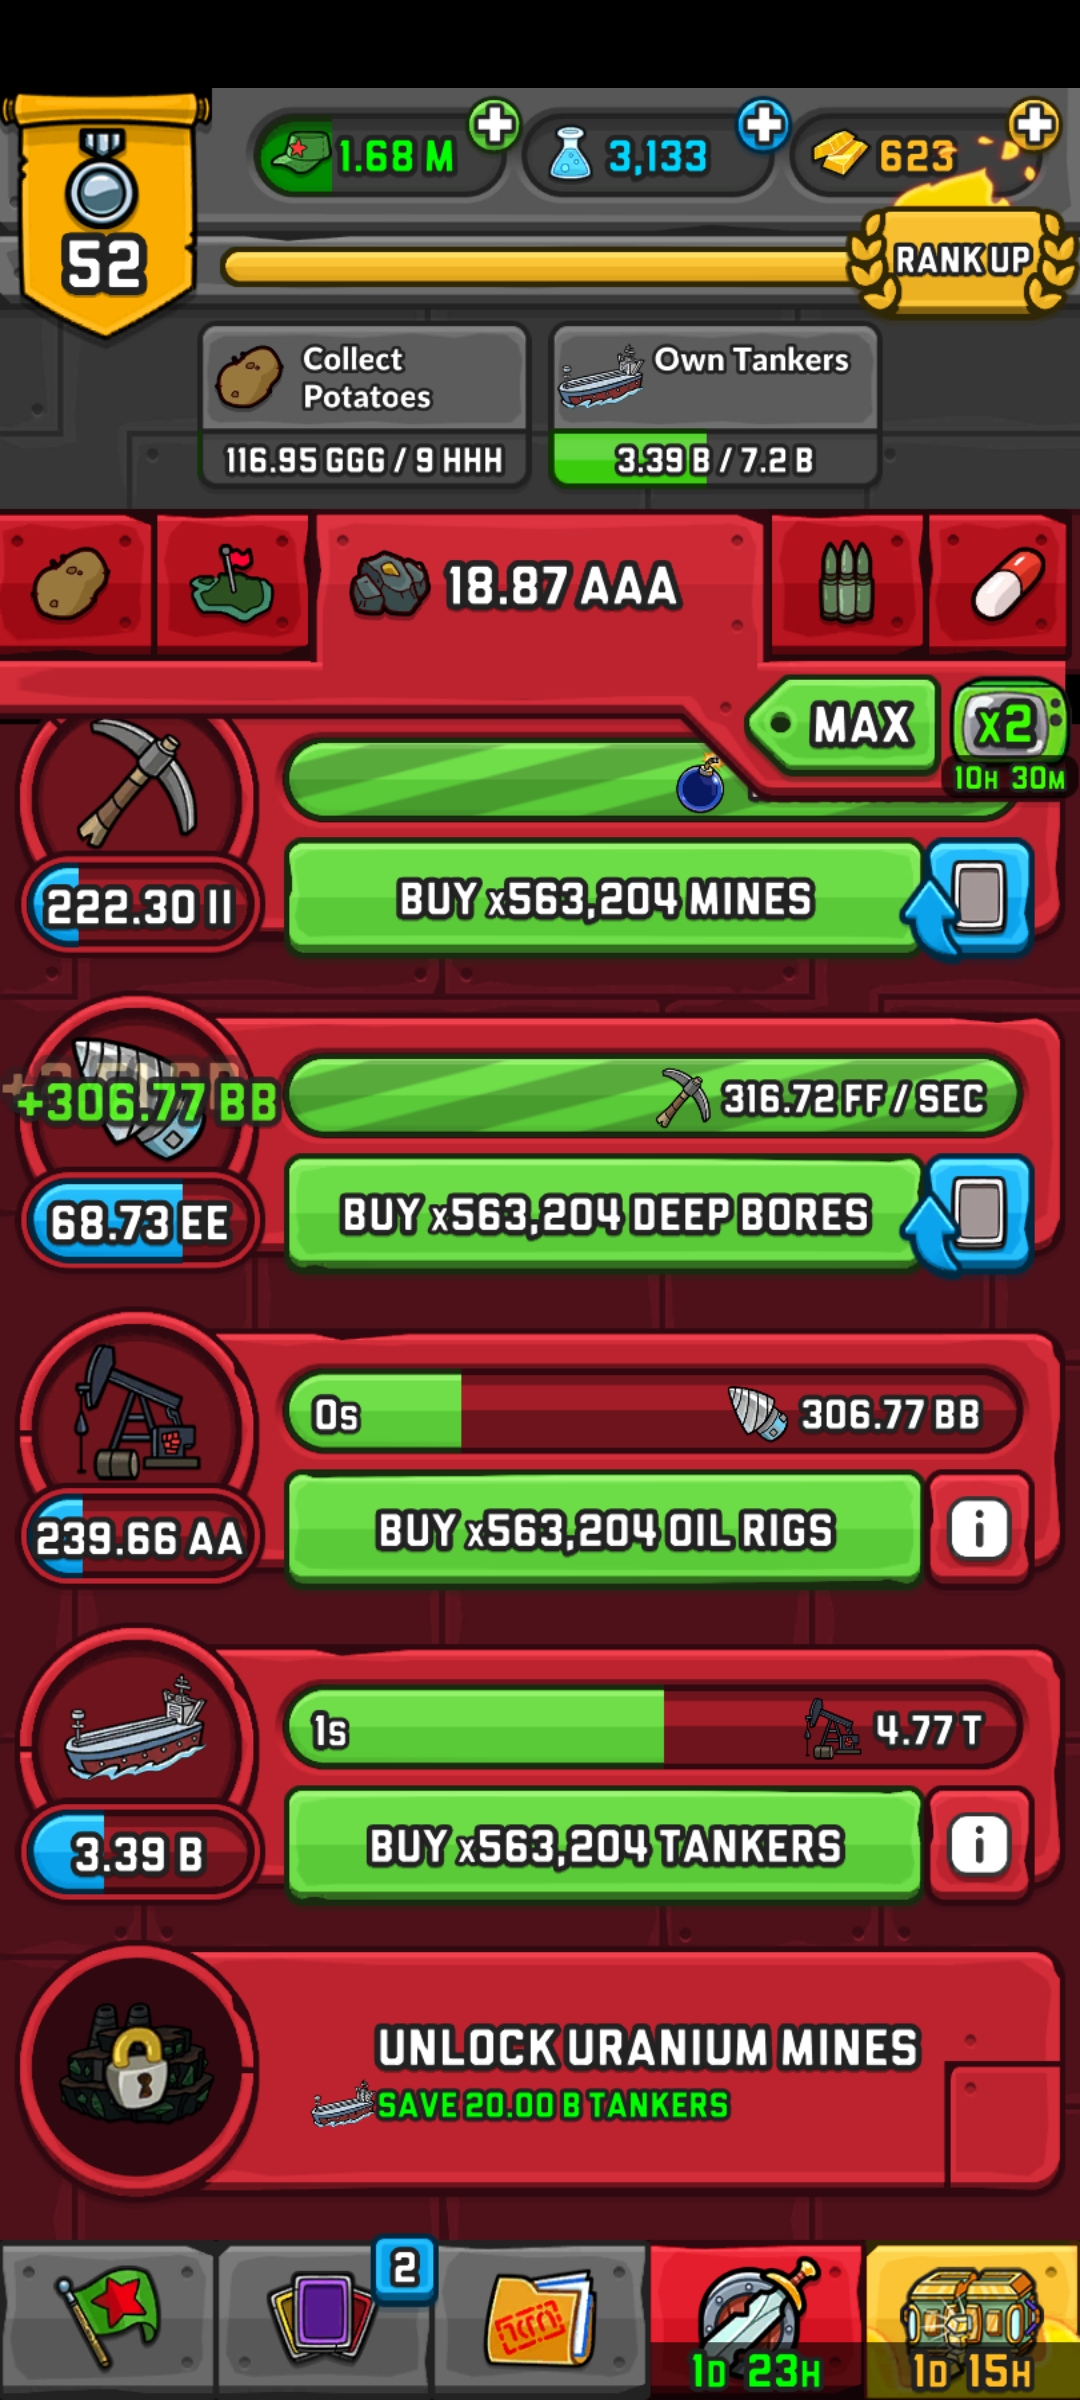 52
1.68 M
3,133
623
RANK UP
Collect
Potatoes
116.95 GGG / 9 HHH
Own Tankers
3.39 B / 7.2 B
18.87 AAA
MAX
x2
10H 30M
222.30 II
BUY x563,204 MINES
+306.77 BB
316.72 FF / SEC
68.73 EE
BUY x563,204 DEEP BORES
0s
306.77 BB
239.66 AA
BUY x563,204 OIL RIGS
i
1s
4.77 T
3.39 B
BUY x563,204 TANKERS
i
UNLOCK URANIUM MINES
SAVE 20.00 B TANKERS
2
1D 23H
1D 15H